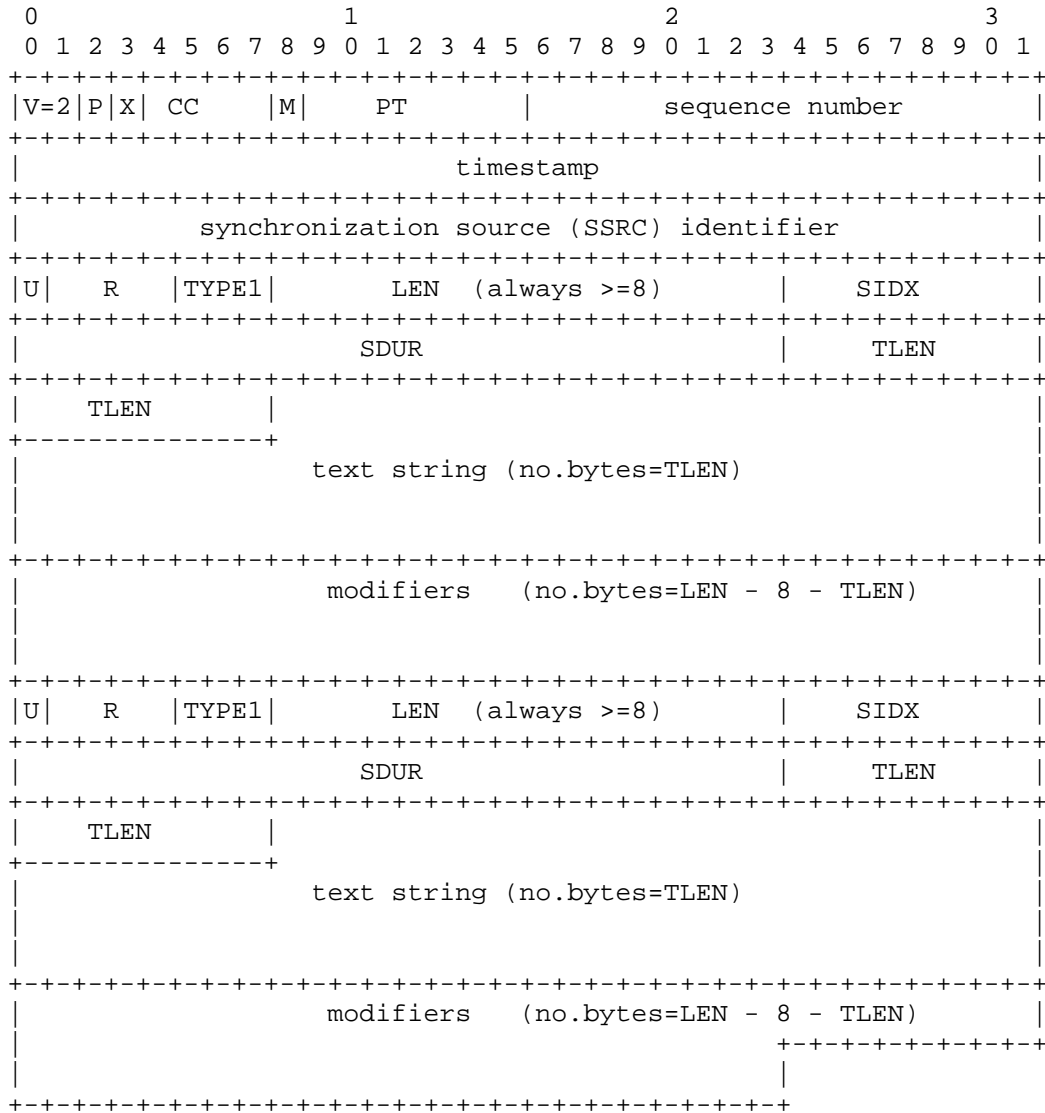 0                   1                   2                   3
 0 1 2 3 4 5 6 7 8 9 0 1 2 3 4 5 6 7 8 9 0 1 2 3 4 5 6 7 8 9 0 1
+-+-+-+-+-+-+-+-+-+-+-+-+-+-+-+-+-+-+-+-+-+-+-+-+-+-+-+-+-+-+-+-+
|V=2|P|X| CC    |M|    PT       |        sequence number        |
+-+-+-+-+-+-+-+-+-+-+-+-+-+-+-+-+-+-+-+-+-+-+-+-+-+-+-+-+-+-+-+-+
|                           timestamp                           |
+-+-+-+-+-+-+-+-+-+-+-+-+-+-+-+-+-+-+-+-+-+-+-+-+-+-+-+-+-+-+-+-+
|           synchronization source (SSRC) identifier            |
+-+-+-+-+-+-+-+-+-+-+-+-+-+-+-+-+-+-+-+-+-+-+-+-+-+-+-+-+-+-+-+-+
|U|   R   |TYPE1|       LEN  (always >=8)       |    SIDX       |
+-+-+-+-+-+-+-+-+-+-+-+-+-+-+-+-+-+-+-+-+-+-+-+-+-+-+-+-+-+-+-+-+
|                     SDUR                      |     TLEN      |
+-+-+-+-+-+-+-+-+-+-+-+-+-+-+-+-+-+-+-+-+-+-+-+-+-+-+-+-+-+-+-+-+
|    TLEN       |                                               |
+---------------+                                               |
|                  text string (no.bytes=TLEN)                  |
|                                                               |
|                                                               |
+-+-+-+-+-+-+-+-+-+-+-+-+-+-+-+-+-+-+-+-+-+-+-+-+-+-+-+-+-+-+-+-+
|                   modifiers   (no.bytes=LEN - 8 - TLEN)       |
|                                                               |
|                                                               |
+-+-+-+-+-+-+-+-+-+-+-+-+-+-+-+-+-+-+-+-+-+-+-+-+-+-+-+-+-+-+-+-+
|U|   R   |TYPE1|       LEN  (always >=8)       |    SIDX       |
+-+-+-+-+-+-+-+-+-+-+-+-+-+-+-+-+-+-+-+-+-+-+-+-+-+-+-+-+-+-+-+-+
|                     SDUR                      |     TLEN      |
+-+-+-+-+-+-+-+-+-+-+-+-+-+-+-+-+-+-+-+-+-+-+-+-+-+-+-+-+-+-+-+-+
|    TLEN       |                                               |
+---------------+                                               |
|                  text string (no.bytes=TLEN)                  |
|                                                               |
|                                                               |
+-+-+-+-+-+-+-+-+-+-+-+-+-+-+-+-+-+-+-+-+-+-+-+-+-+-+-+-+-+-+-+-+
|                   modifiers   (no.bytes=LEN - 8 - TLEN)       |
|                                               +-+-+-+-+-+-+-+-+
|                                               |
+-+-+-+-+-+-+-+-+-+-+-+-+-+-+-+-+-+-+-+-+-+-+-+-+